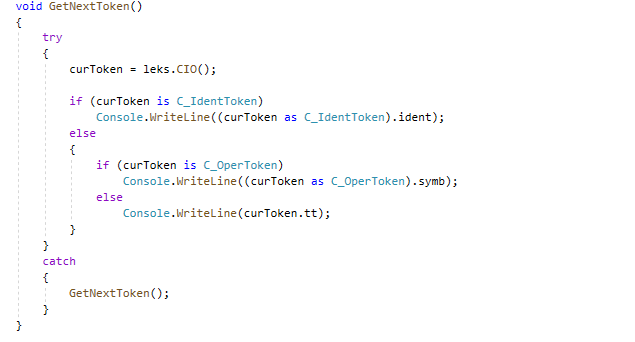 void GetNextToken()
{
    try
    {
        curToken = leks.CIO();

        if (curToken is C_IdentToken)
            Console.WriteLine((curToken as C_IdentToken).ident);
        else
        {
            if (curToken is C_OperToken)
                Console.WriteLine((curToken as C_OperToken).symb);
            else
                Console.WriteLine(curToken.tt);
        }
    }
    catch
    {
        GetNextToken();
    }
}